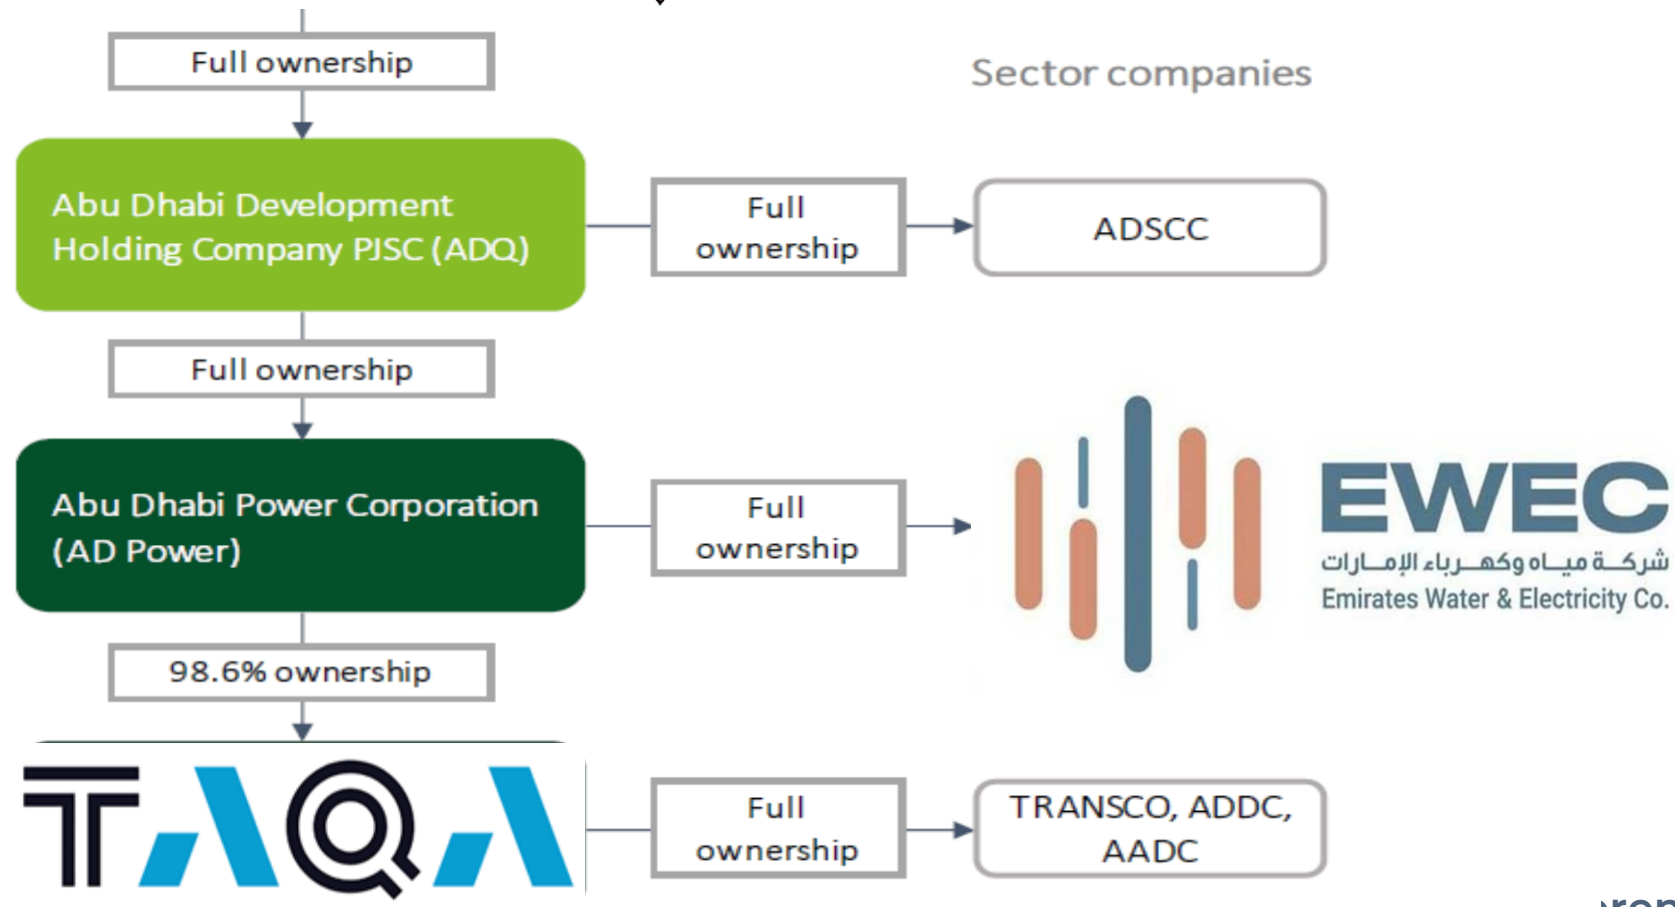 Full ownership
Sector companies
Abu Dhabi Development
Holding Company PJSC (ADQ)
Full
ownership
ADSCC
Full ownership
Abu Dhabi Power Corporation
(AD Power)
Full
ownership
EWEC
شركة مياه وكهرباء الإمارات
Emirates Water & Electricity Co.
98.6% ownership
TAQA
Full
ownership
TRANSCO, ADDC,
AADC